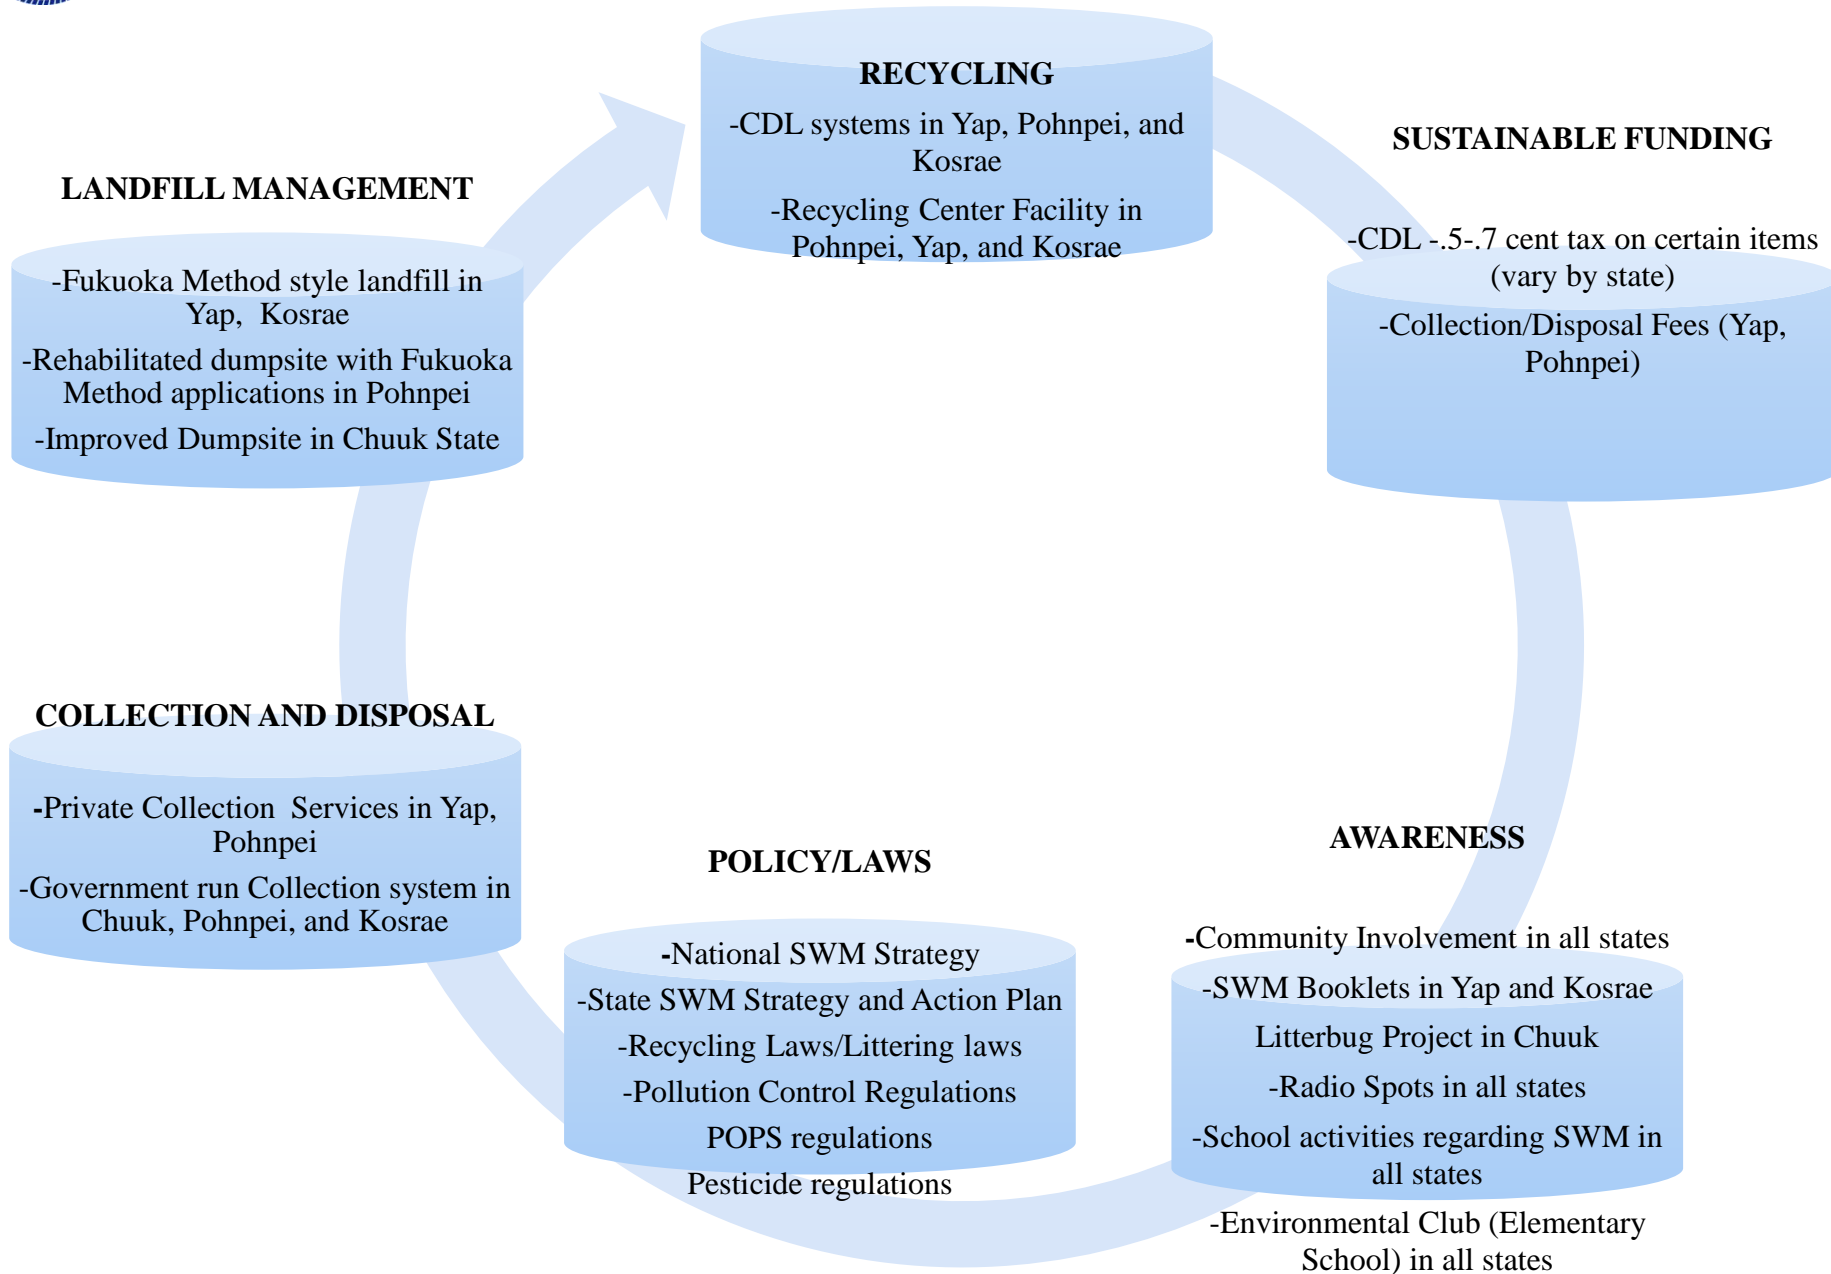 RECYCLING
-CDL systems in Yap, Pohnpei, and
Kosrae
-Recycling Center Facility in
Pohnpei, Yap, and Kosrae
SUSTAINABLE FUNDING
-CDL -.5-.7 cent tax on certain items
(vary by state)
-Collection/Disposal Fees (Yap,
Pohnpei)
AWARENESS
-Community Involvement in all states
-SWM Booklets in Yap and Kosrae
Litterbug Project in Chuuk
-Radio Spots in all states
-School activities regarding SWM in
all states
-Environmental Club (Elementary
School) in all states
POLICY/LAWS
-National SWM Strategy
-State SWM Strategy and Action Plan
-Recycling Laws/Littering laws
-Pollution Control Regulations
POPS regulations
Pesticide regulations
COLLECTION AND DISPOSAL
-Private Collection Services in Yap,
Pohnpei
-Government run Collection system in
Chuuk, Pohnpei, and Kosrae
LANDFILL MANAGEMENT
-Fukuoka Method style landfill in
Yap, Kosrae
-Rehabilitated dumpsite with Fukuoka
Method applications in Pohnpei
-Improved Dumpsite in Chuuk State